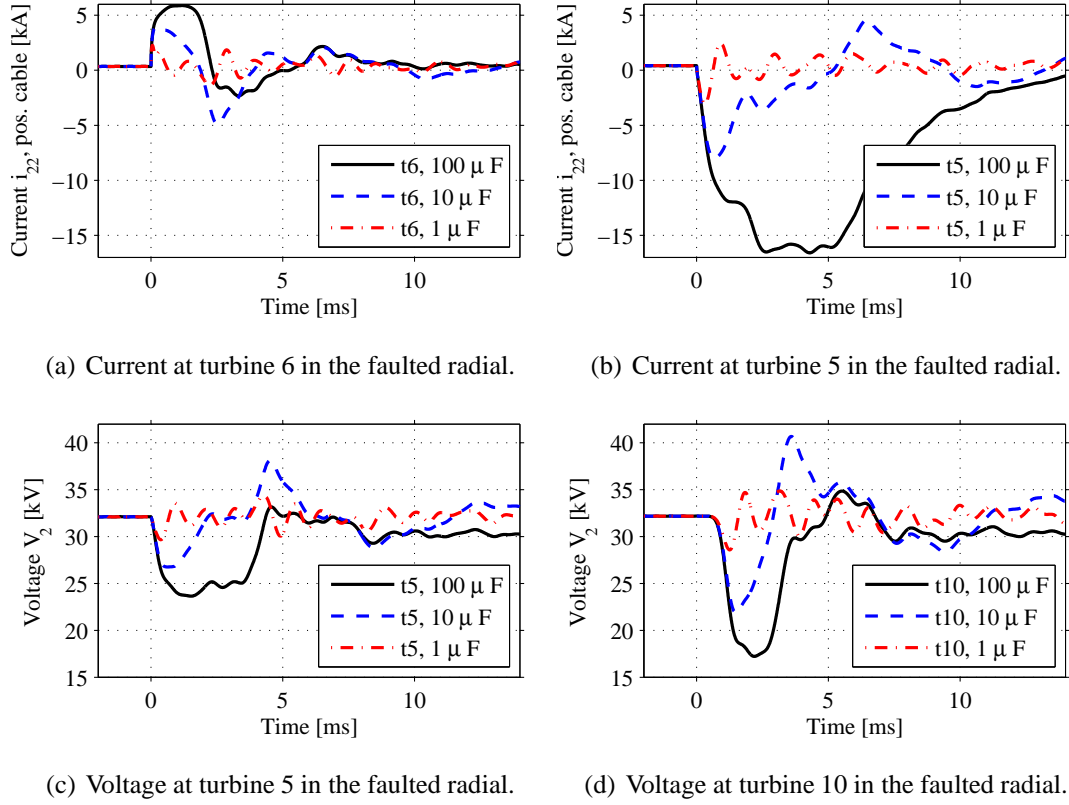 5
0
−5
−10
−15
Current i22, pos. cable [kA]
t6, 100 μ F
t6, 10 μ F
t6, 1 μ F
0
5
10
Time [ms]
(a) Current at turbine 6 in the faulted radial.
5
0
−5
−10
−15
Current i22, pos. cable [kA]
t5, 100 μ F
t5, 10 μ F
t5, 1 μ F
0
5
10
Time [ms]
(b) Current at turbine 5 in the faulted radial.
40
35
30
25
20
15
Voltage V2 [kV]
t5, 100 μ F
t5, 10 μ F
t5, 1 μ F
0
5
10
Time [ms]
(c) Voltage at turbine 5 in the faulted radial.
40
35
30
25
20
15
Voltage V2 [kV]
t10, 100 μ F
t10, 10 μ F
t10, 1 μ F
0
5
10
Time [ms]
(d) Voltage at turbine 10 in the faulted radial.